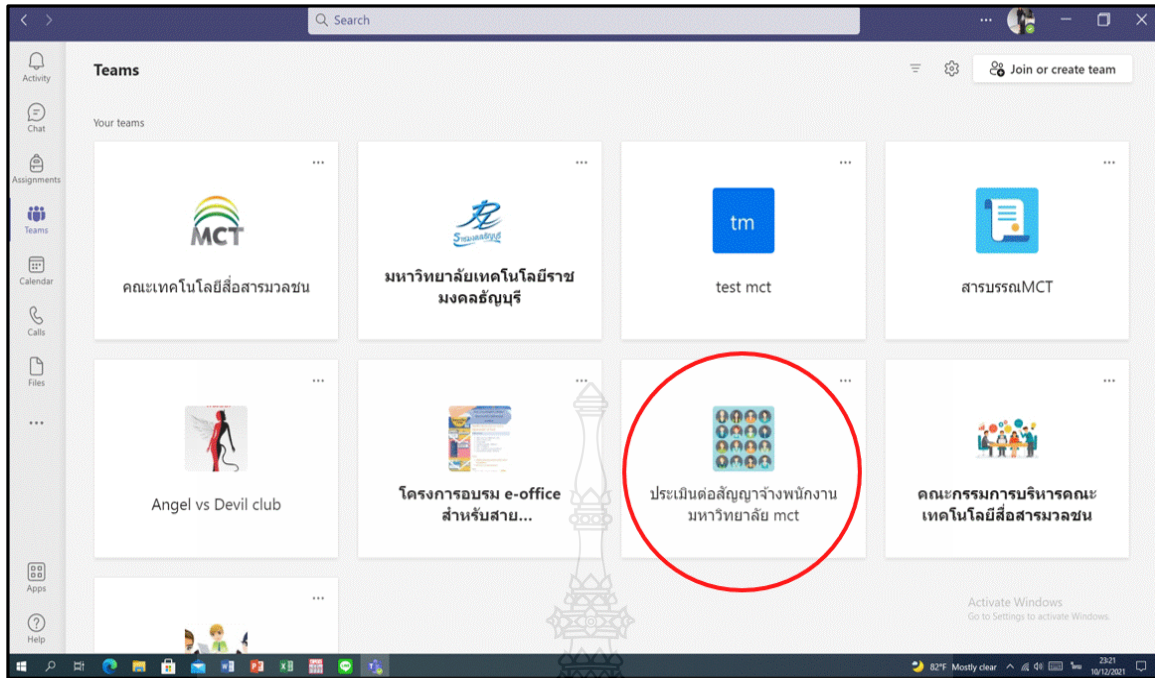 Search
Activity
Chat
Assignments
Teams
Calendar
Calls
Files
Apps
Help
Teams
Join or create team
Your teams
MCT
คณะเทคโนโลยีสื่อสารมวลชน
มหาวิทยาลัยเทคโนโลยีราช
มงคลธัญบุรี
tm
test mct
สารบรรณMCT
Angel vs Devil club
โครงการอบรม e-office
สำหรับสาย...
ประเมินต่อสัญญาจ้างพนักงาน
มหาวิทยาลัย mct
คณะกรรมการบริหารคณะ
เทคโนโลยีสื่อสารมวลชน
Activate Windows
Go to Settings to activate Windows.
82°F Mostly clear
23:21
10/12/2021